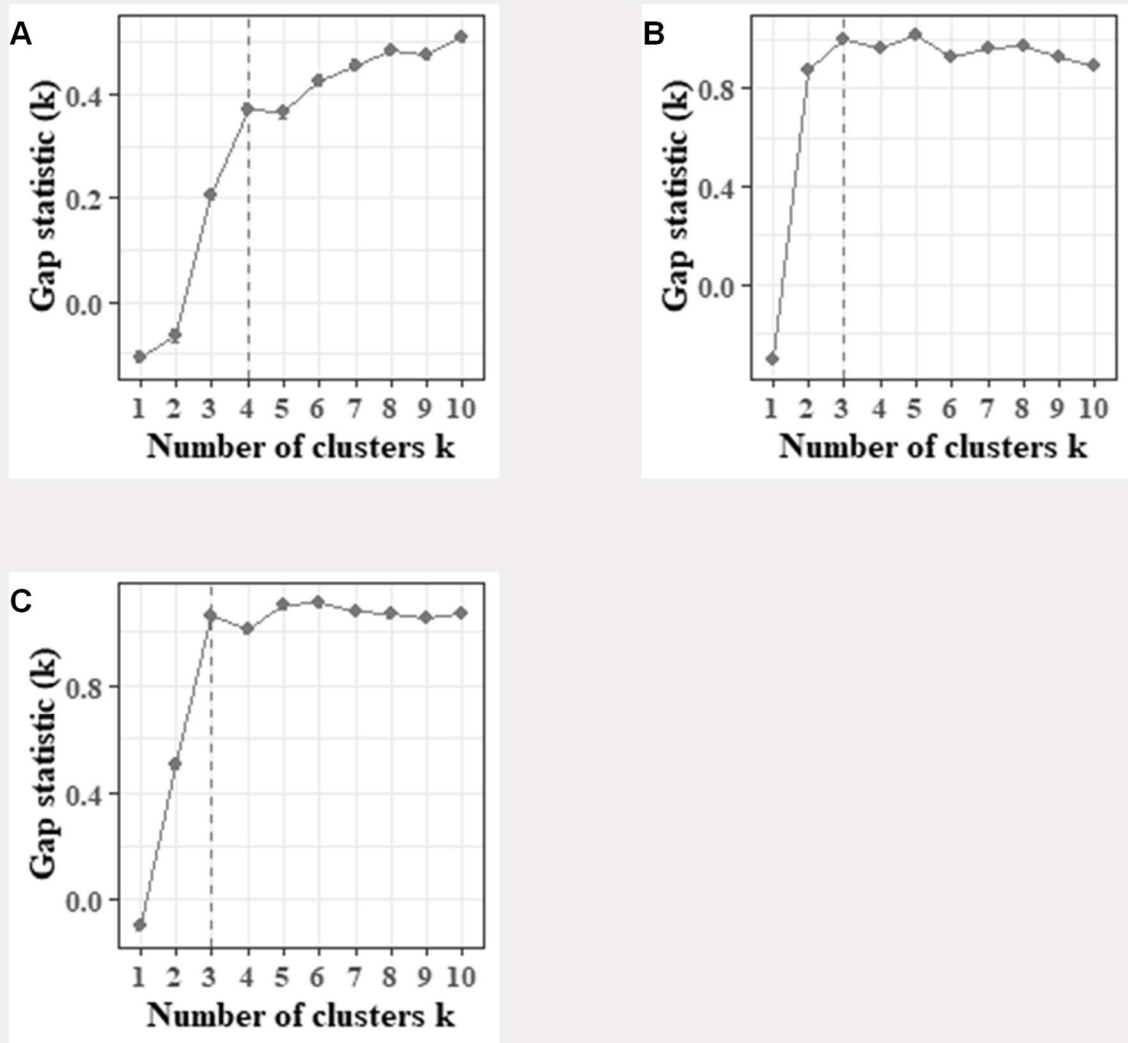 A
Gap statistic (k)
0.4
0.2
0.0
1 2 3 4 5 6 7 8 9 10
Number of clusters k
B
Gap statistic (k)
0.8
0.4
0.0
1 2 3 4 5 6 7 8 9 10
Number of clusters k
C
Gap statistic (k)
0.8
0.4
0.0
1 2 3 4 5 6 7 8 9 10
Number of clusters k